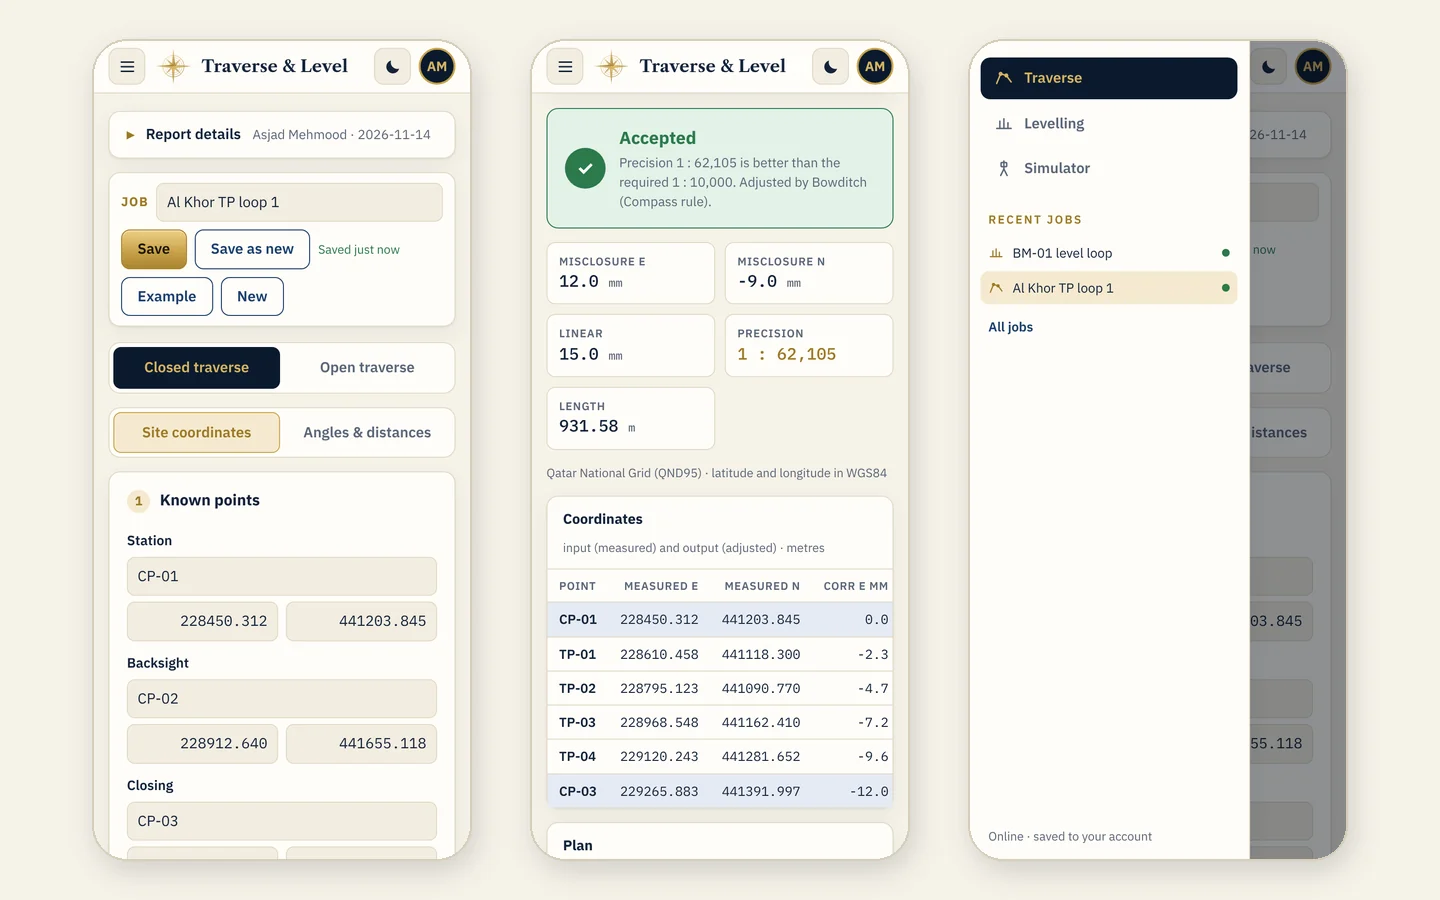 Traverse & Level
AM
Report details Asjad Mehmood · 2026-11-14
JOB Al Khor TP loop 1
Save Save as new Saved just now
Example New
Closed traverse Open traverse
Site coordinates Angles & distances
1 Known points
Station
CP-01
228450.312 441203.845
Backsight
CP-02
228912.640 441655.118
Closing
CP-03
Traverse & Level
AM
Accepted
Precision 1 : 62,105 is better than the
required 1 : 10,000. Adjusted by Bowditch
(Compass rule).
MISCLOSURE E MISCLOSURE N
12.0 mm -9.0 mm
LINEAR PRECISION
15.0 mm 1 : 62,105
LENGTH
931.58 m
Qatar National Grid (QND95) · latitude and longitude in WGS84
Coordinates
input (measured) and output (adjusted) · metres
POINT MEASURED E MEASURED N CORR E MM
CP-01 228450.312 441203.845 0.0
TP-01 228610.458 441118.300 -2.3
TP-02 228795.123 441090.770 -4.7
TP-03 228968.548 441162.410 -7.2
TP-04 229120.243 441281.652 -9.6
CP-03 229265.883 441391.997 -12.0
Plan
Traverse
Levelling
Simulator
RECENT JOBS
BM-01 level loop
Al Khor TP loop 1
All jobs
Online · saved to your account
AM
26-11-14
now
averse
istances
03.845
55.118